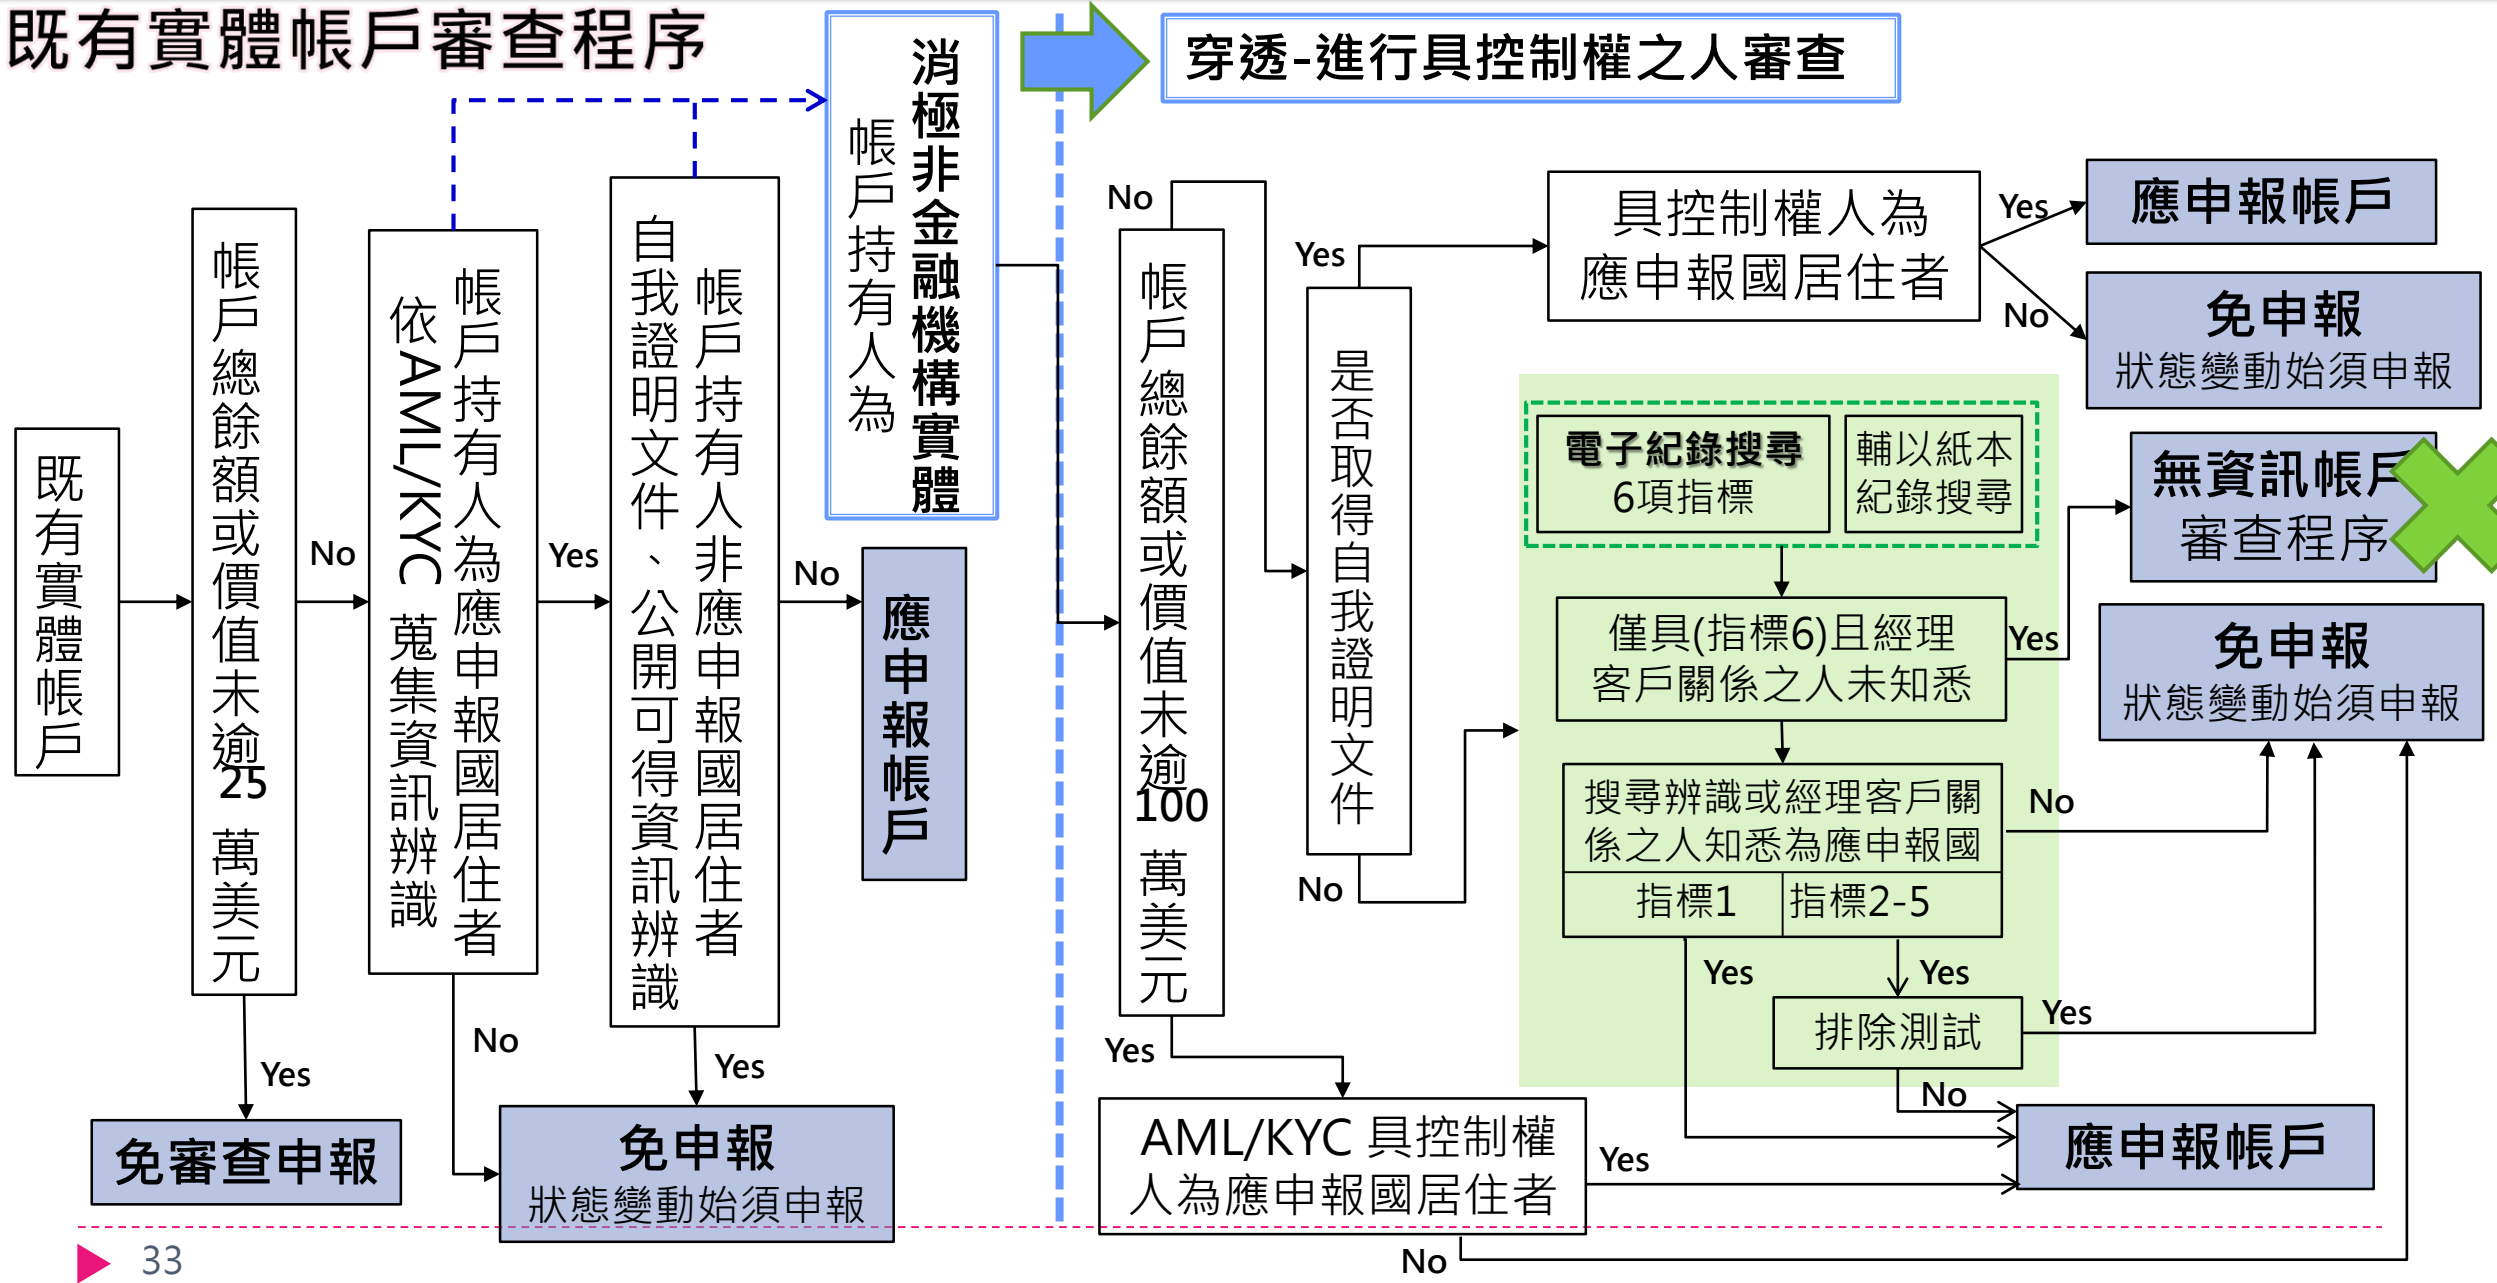 既有實體帳戶審查程序
穿透-進行具控制權之人審查
既有實體帳戶
帳戶總餘額或價值未逾
25
萬美元
No
Yes
免審查申報
帳戶持有人為應申報國居住者
依AML/KYC 蒐集資訊辨識
Yes
No
帳戶持有人非應申報國居住者
自我證明文件、公開可得資訊辨識
No
Yes
免申報
狀態變動始須申報
應申報帳戶
消極非金融機構實體
帳戶持有人為
帳戶總餘額或價值未逾
100
萬美元
No
Yes
是否取得自我證明文件
Yes
No
具控制權人為
應申報國居住者
Yes
No
應申報帳戶
免申報
狀態變動始須申報
電子紀錄搜尋
6項指標
輔以紙本
紀錄搜尋
僅具(指標6)且經理
客戶關係之人未知悉
Yes
無資訊帳戶
審查程序
搜尋辨識或經理客戶關
係之人知悉為應申報國
指標1
指標2-5
No
免申報
狀態變動始須申報
Yes
Yes
排除測試
Yes
No
AML/KYC 具控制權
人為應申報國居住者
Yes
No
應申報帳戶
33